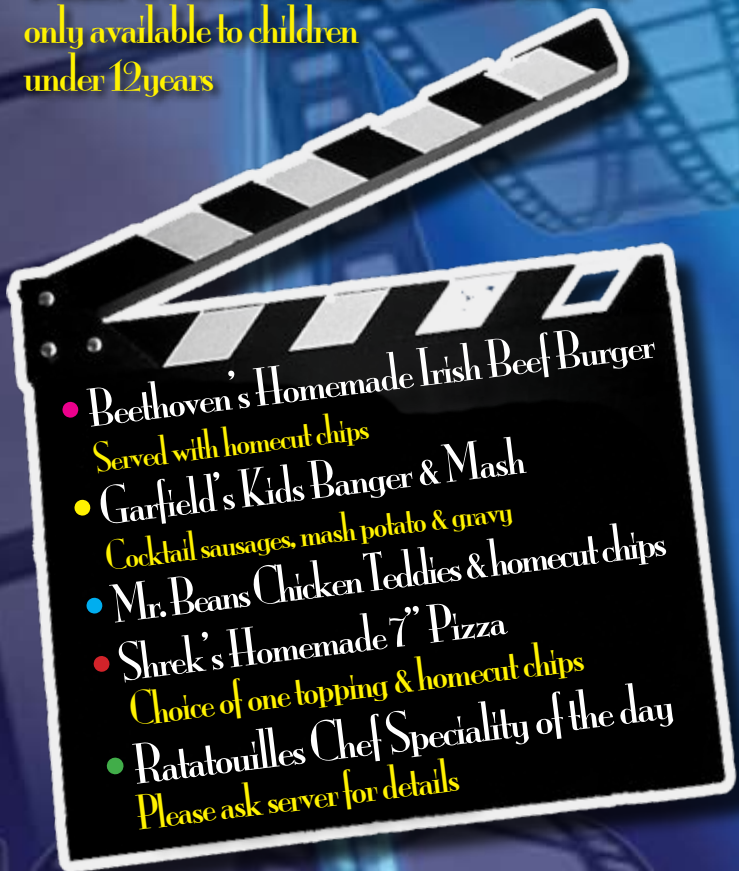 only available to children
under 12years
Beethoven's Homemade Irish Beef Burger
Served with homecut chips
Garfield's Kids Banger & Mash
Cocktail sausages, mash potato & gravy
Mr. Beans Chicken Teddies & homecut chips
Shrek's Homemade 7" Pizza
Choice of one topping & homecut chips
Ratatouilles Chef Speciality of the day
Please ask server for details